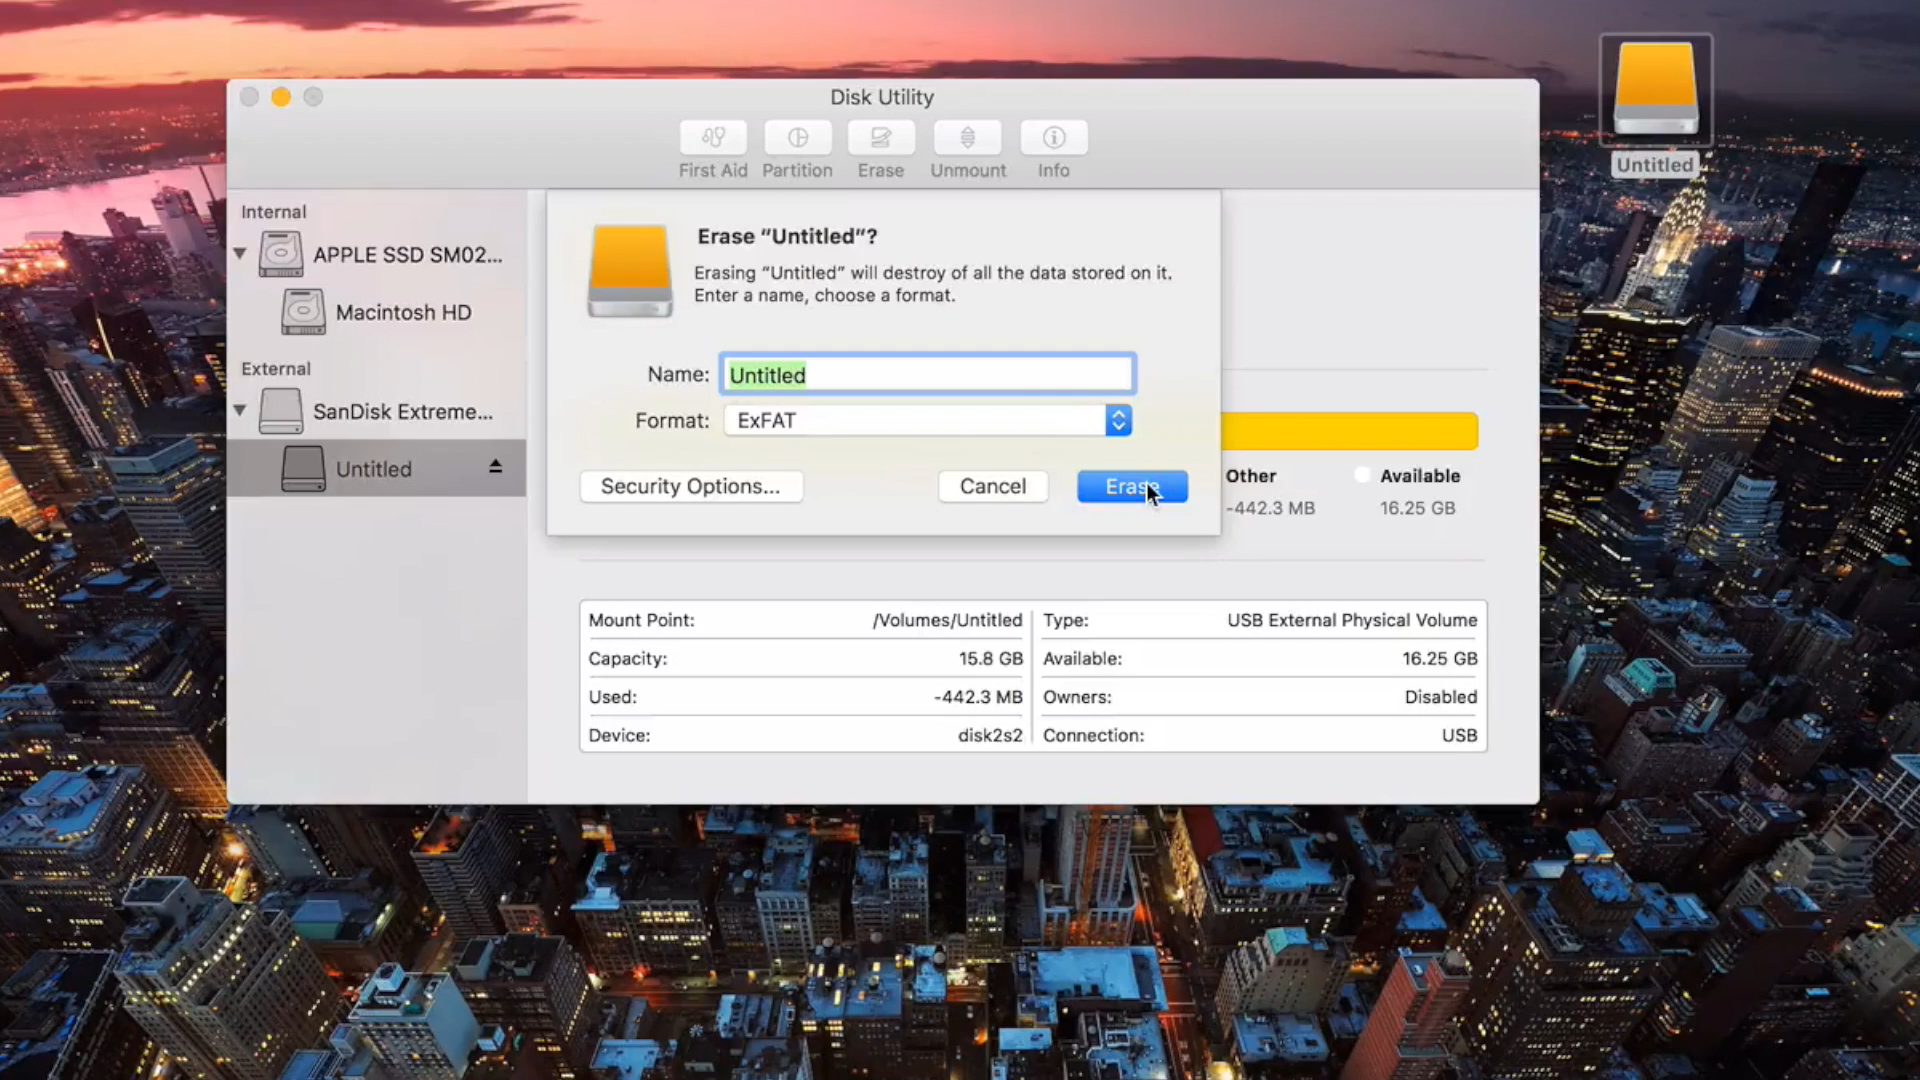 Disk Utility
Untitled
First Aid
Partition
Erase
Unmount
Info
Internal
APPLE SSD SM02...
Macintosh HD
External
SanDisk Extreme...
Untitled
Erase “Untitled”?
Erasing “Untitled” will destroy of all the data stored on it.
Enter a name, choose a format.
Name: Untitled
Format: ExFAT
Security Options...
Cancel
Erase
Other
-442.3 MB
Available
16.25 GB
Mount Point: /Volumes/Untitled
Capacity: 15.8 GB
Used: -442.3 MB
Device: disk2s2
Type: USB External Physical Volume
Available: 16.25 GB
Owners: Disabled
Connection: USB